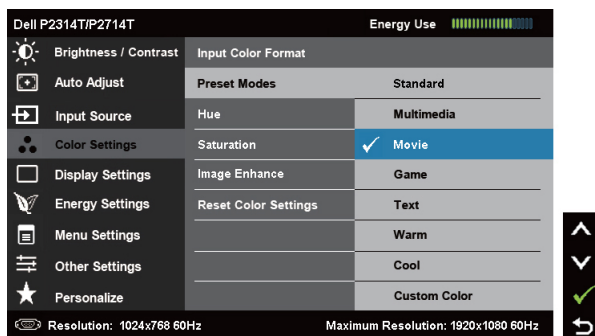 Dell P2314T/P2714T Energy Use
Brightness / Contrast Input Color Format
Auto Adjust Preset Modes Standard
Input Source Hue Multimedia
Color Settings Saturation Movie
Display Settings Image Enhance Game
Energy Settings Reset Color Settings Text
Menu Settings Warm
Other Settings Cool
Personalize Custom Color
Resolution: 1024x768 60Hz Maximum Resolution: 1920x1080 60Hz